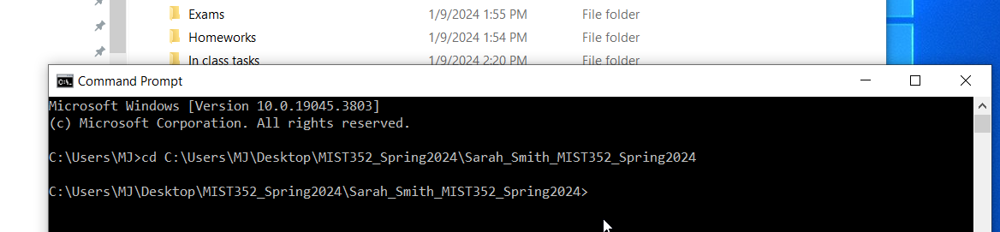 Exams 1/9/2024 1:55 PM File folder
Homeworks 1/9/2024 1:54 PM File folder
In class tasks 1/9/2024 2:20 PM File folder
Command Prompt
Microsoft Windows [Version 10.0.19045.3803]
(c) Microsoft Corporation. All rights reserved.
C:\Users\MJ>cd C:\Users\MJ\Desktop\MIST352_Spring2024\Sarah_Smith_MIST352_Spring2024
C:\Users\MJ\Desktop\MIST352_Spring2024\Sarah_Smith_MIST352_Spring2024>